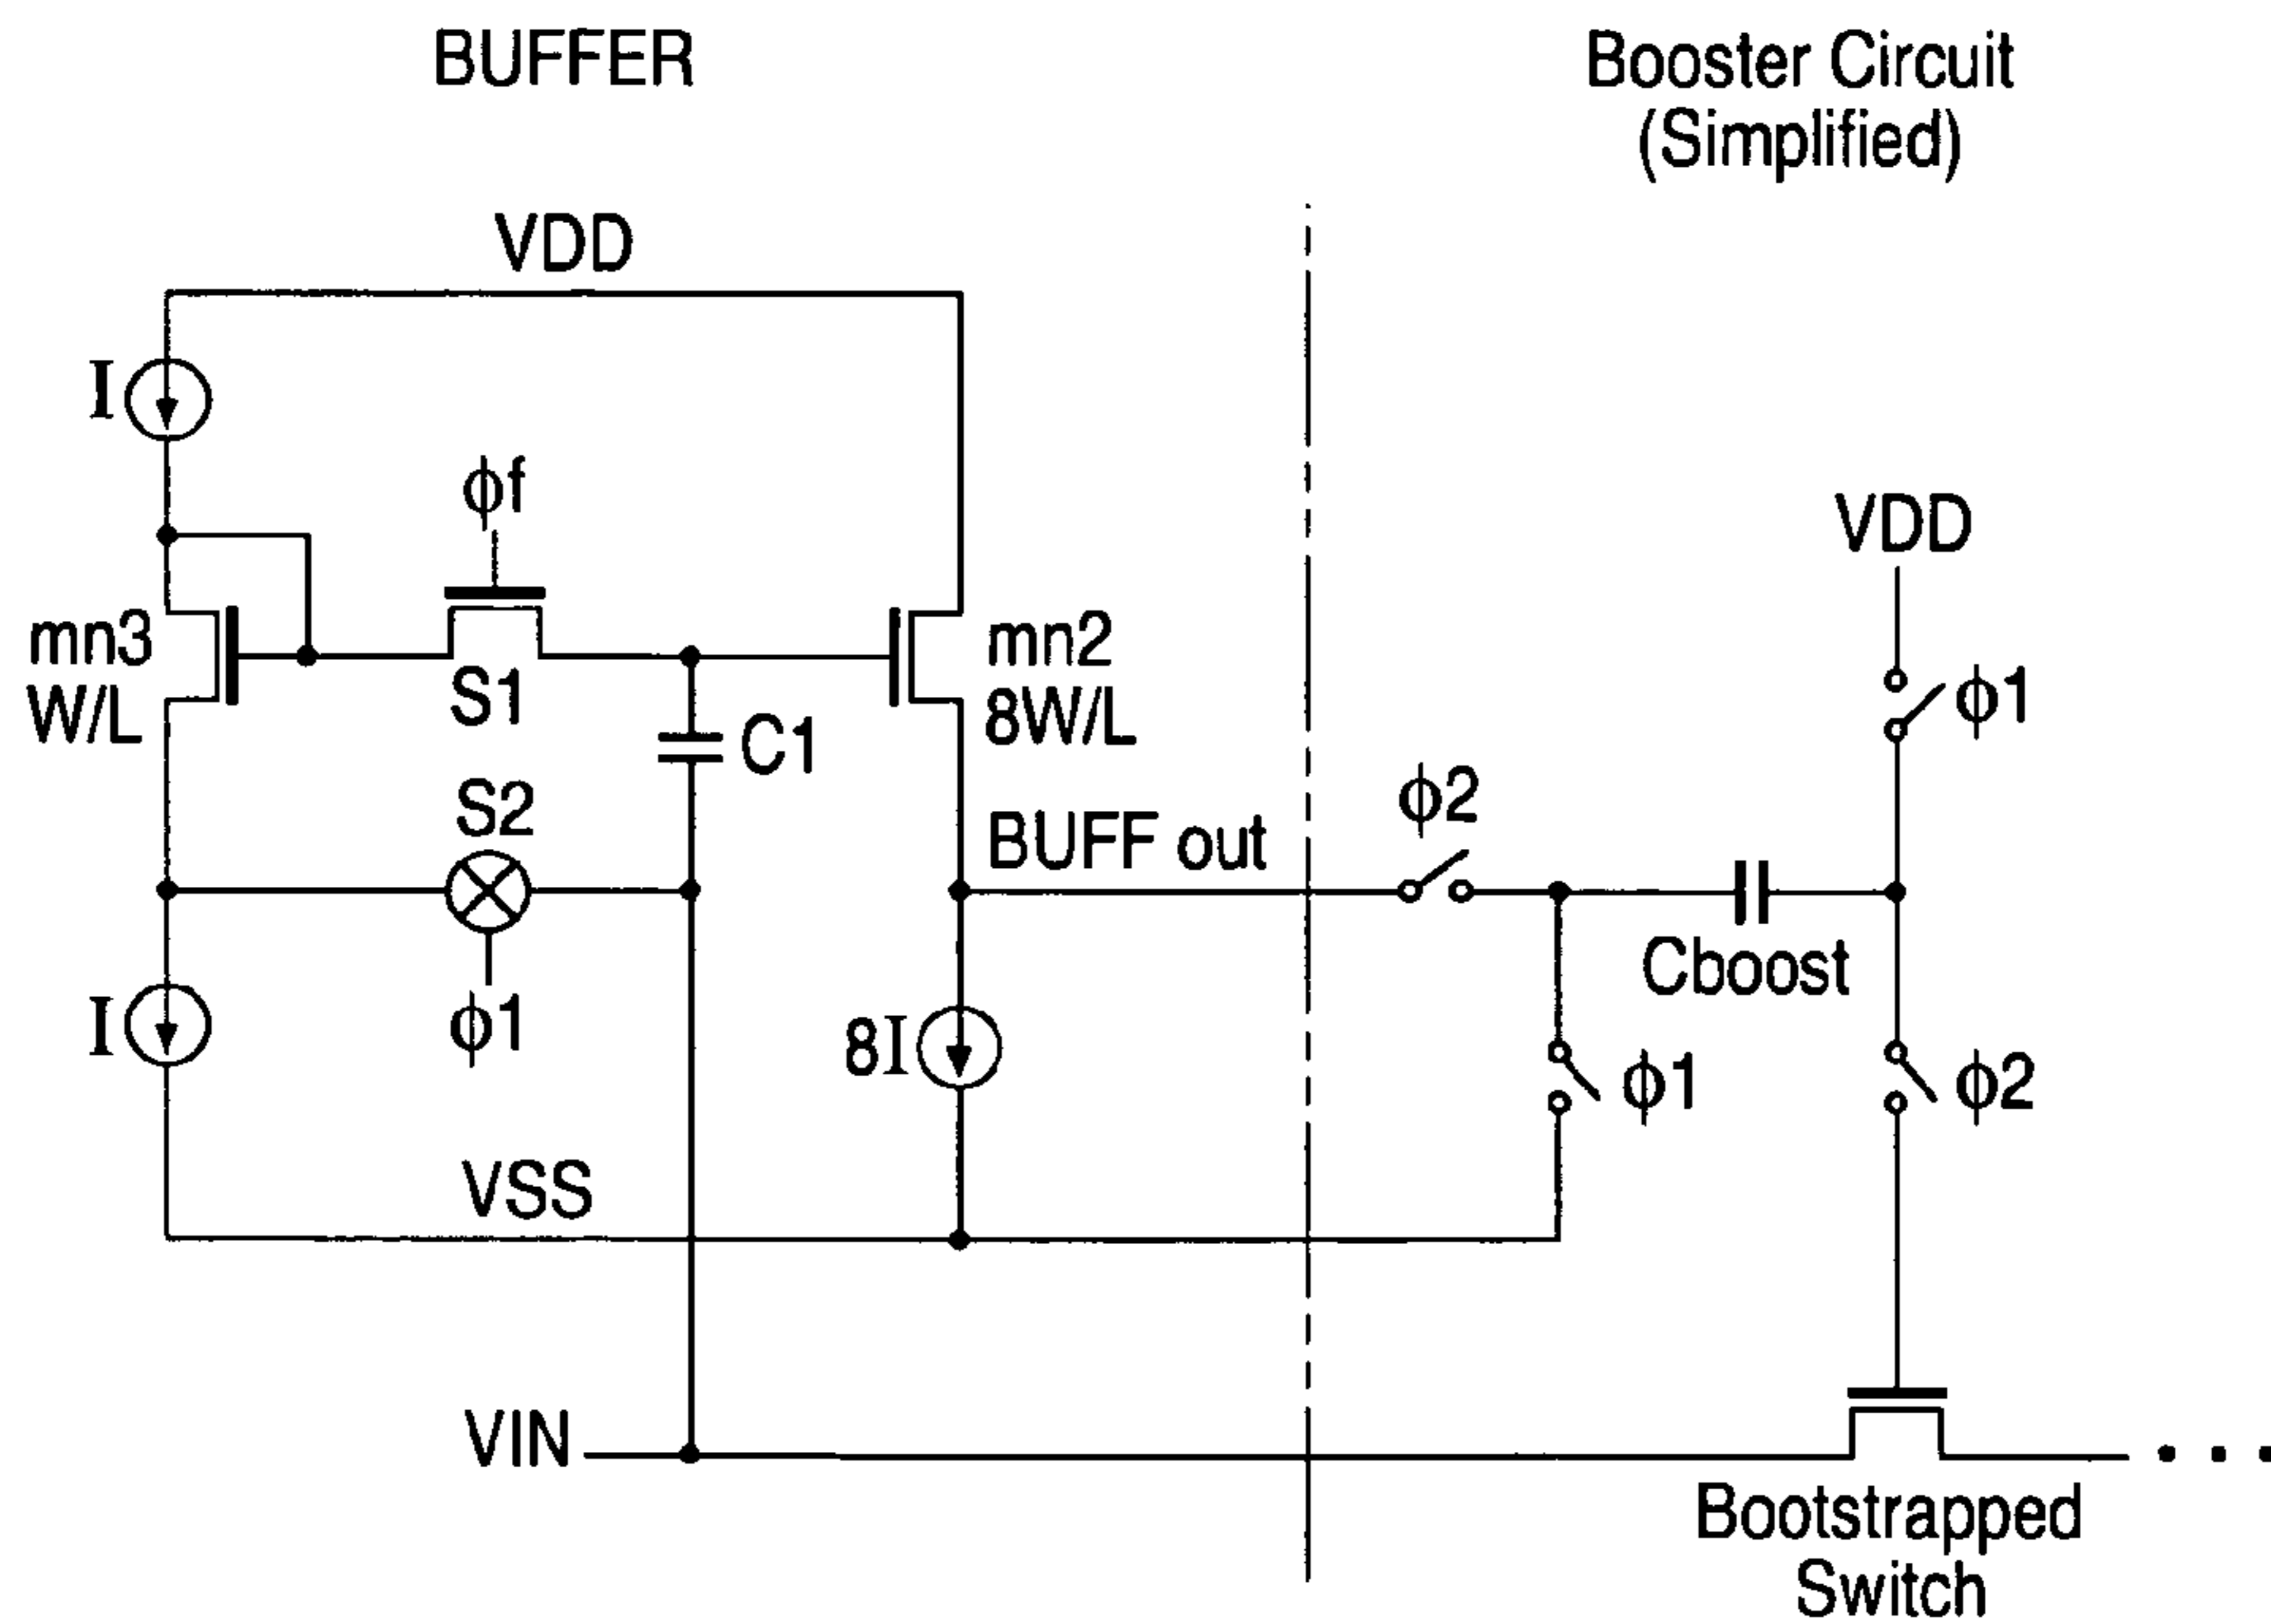 BUFFER
Booster Circuit
(Simplified)
VDD
I
ϕf
VDD
mn3
W/L
S1
mn2
8W/L
ϕ1
C1
S2
ϕ2
BUFF out
Cboost
I
ϕ1
8I
ϕ1
ϕ2
VSS
VIN
Bootstrapped
Switch